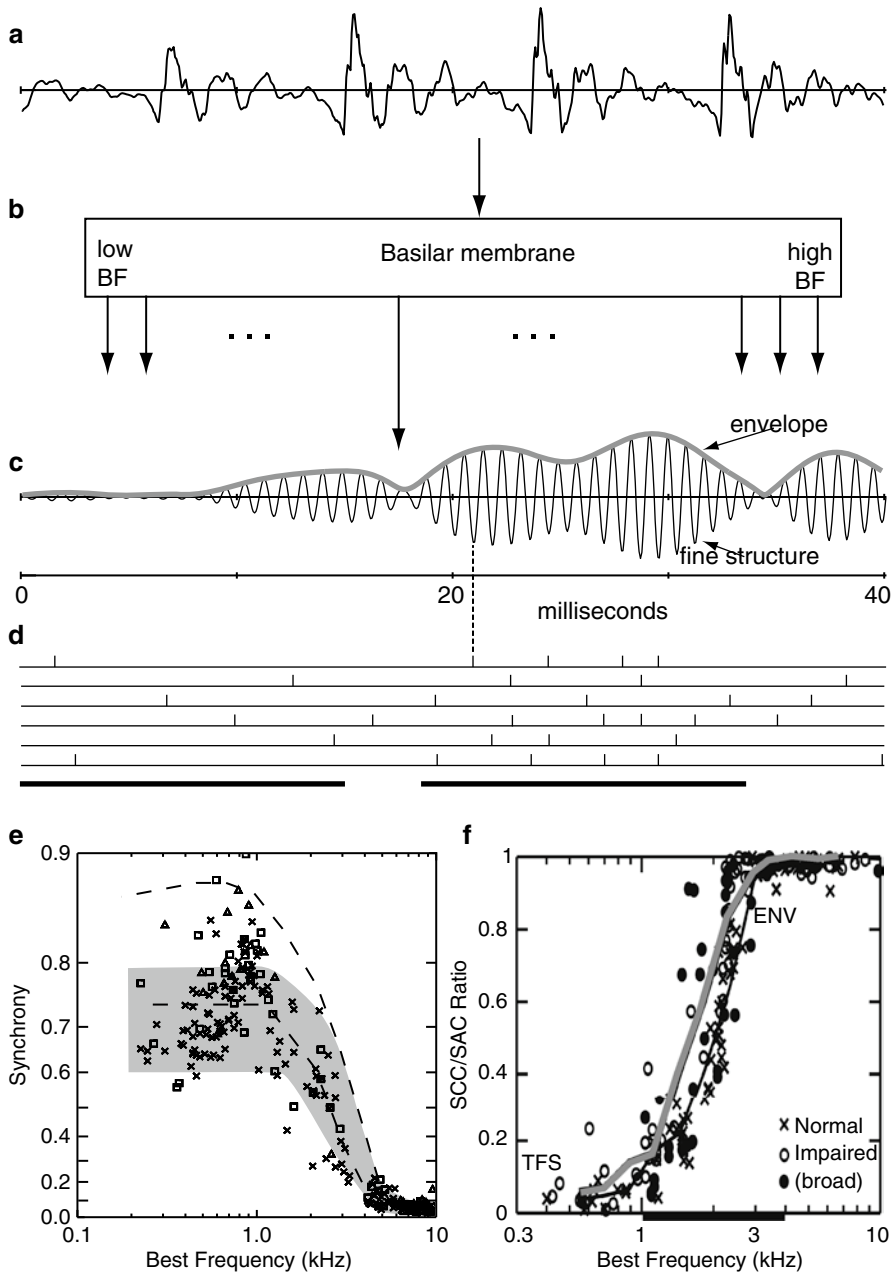 a
b
low
BF
Basilar membrane
high
BF
. . .
. . .
c
envelope
fine structure
0
20
40
milliseconds
d
e
0.9
0.8
0.7
0.6
0.4
0.2
0.0
Synchrony
0.1
1.0
10
Best Frequency (kHz)
f
1
0.8
0.6
0.4
0.2
0
SCC/SAC Ratio
ENV
TFS
Normal
Impaired
(broad)
0.3
1
3
10
Best Frequency (kHz)